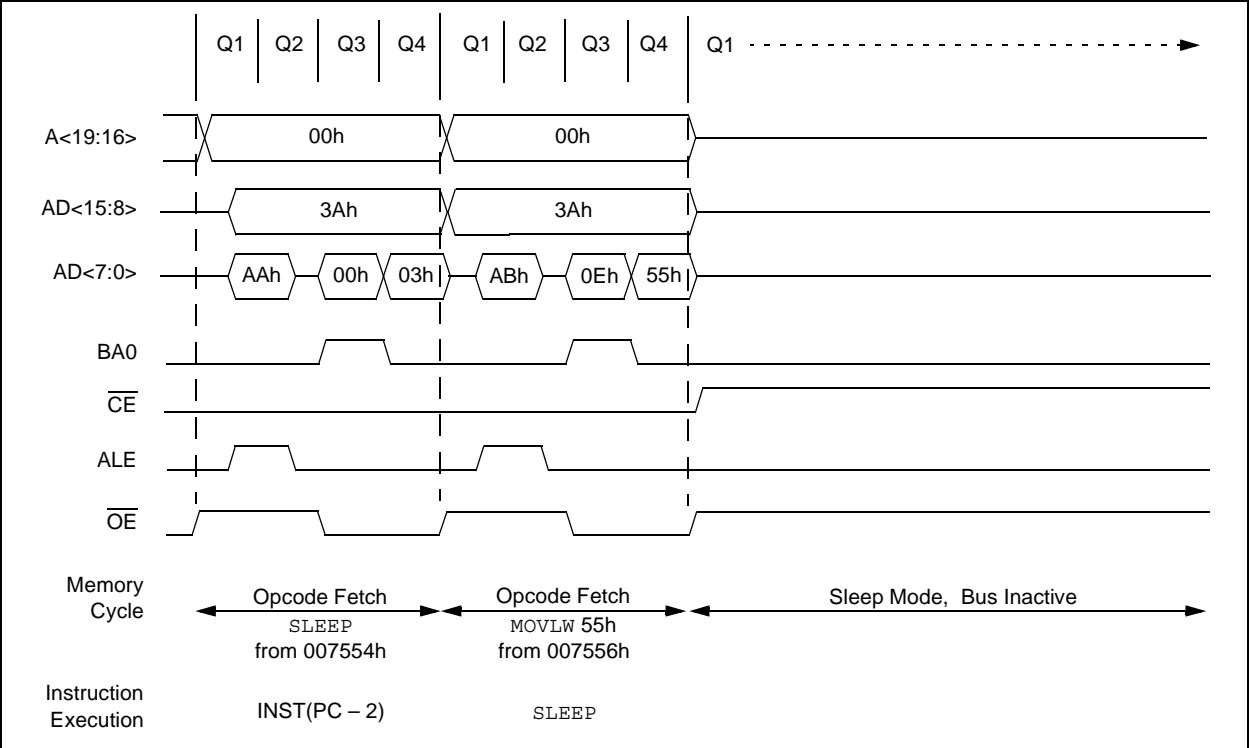 Q1 Q2 Q3 Q4 Q1 Q2 Q3 Q4 Q1
A<19:16> 00h 00h
AD<15:8> 3Ah 3Ah
AD<7:0> AAh 00h 03h ABh 0Eh 55h
BA0
CE
ALE
OE
Memory
Cycle
Opcode Fetch
SLEEP
from 007554h
Opcode Fetch
MOVLW 55h
from 007556h
Sleep Mode, Bus Inactive
Instruction
Execution
INST(PC – 2)
SLEEP